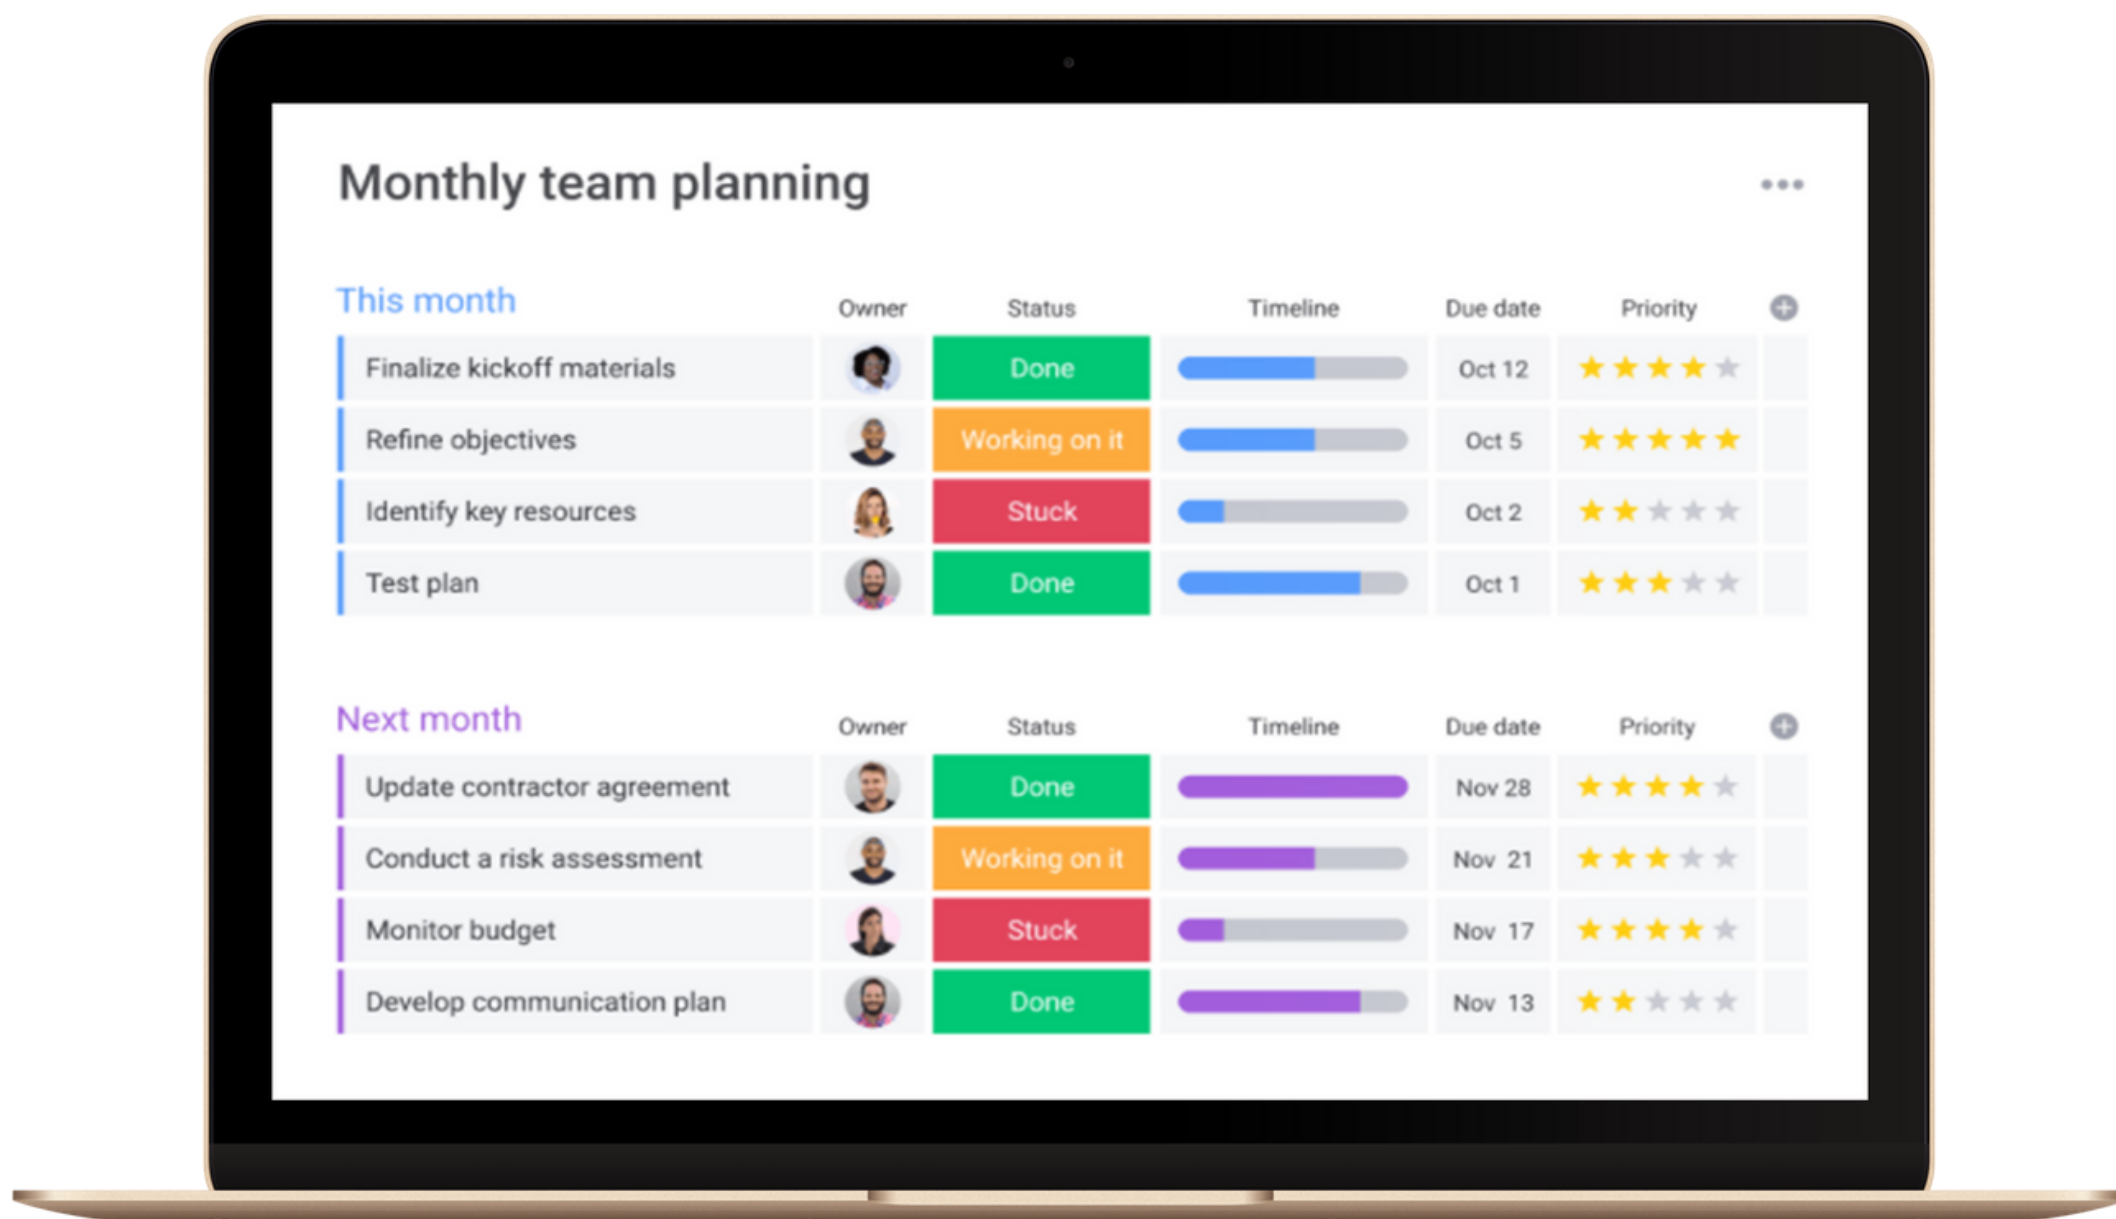 Monthly team planning
This month Owner Status Timeline Due date Priority
Finalize kickoff materials Done Oct 12
Refine objectives Working on it Oct 5
Identify key resources Stuck Oct 2
Test plan Done Oct 1
Next month Owner Status Timeline Due date Priority
Update contractor agreement Done Nov 28
Conduct a risk assessment Working on it Nov 21
Monitor budget Stuck Nov 17
Develop communication plan Done Nov 13